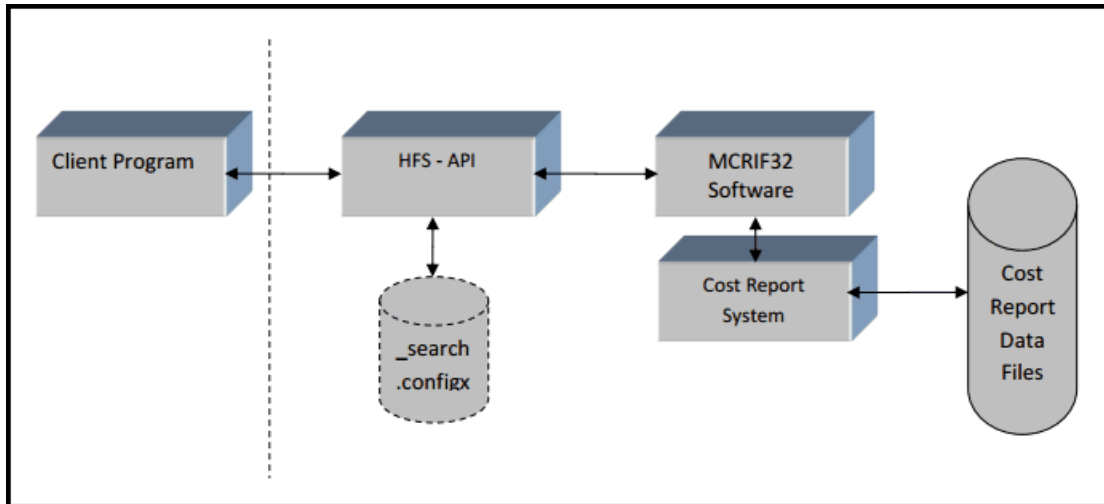 Client Program
HFS - API
MCRIF32
Software
Cost Report
System
_search
.configx
Cost
Report
Data
Files